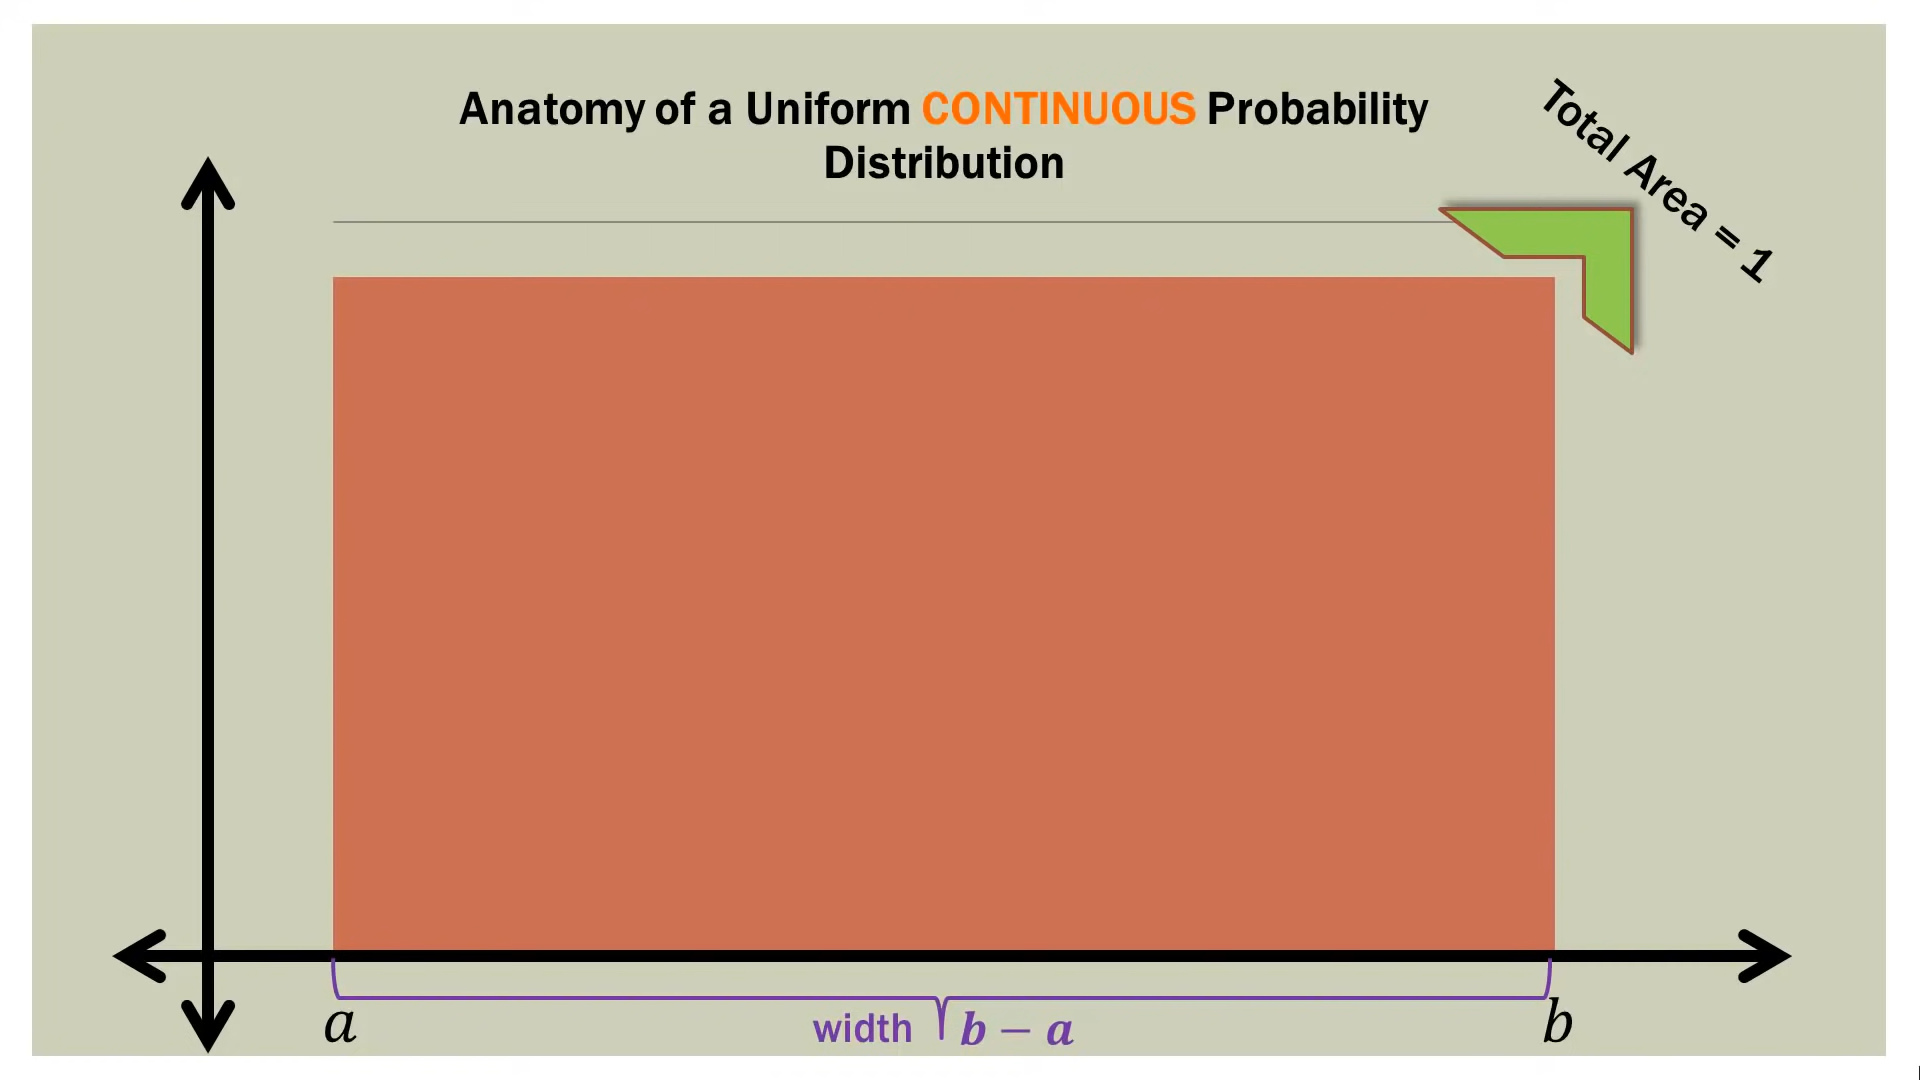 Anatomy of a Uniform CONTINUOUS Probability
Distribution
Total Area = 1
a
width b − a
b